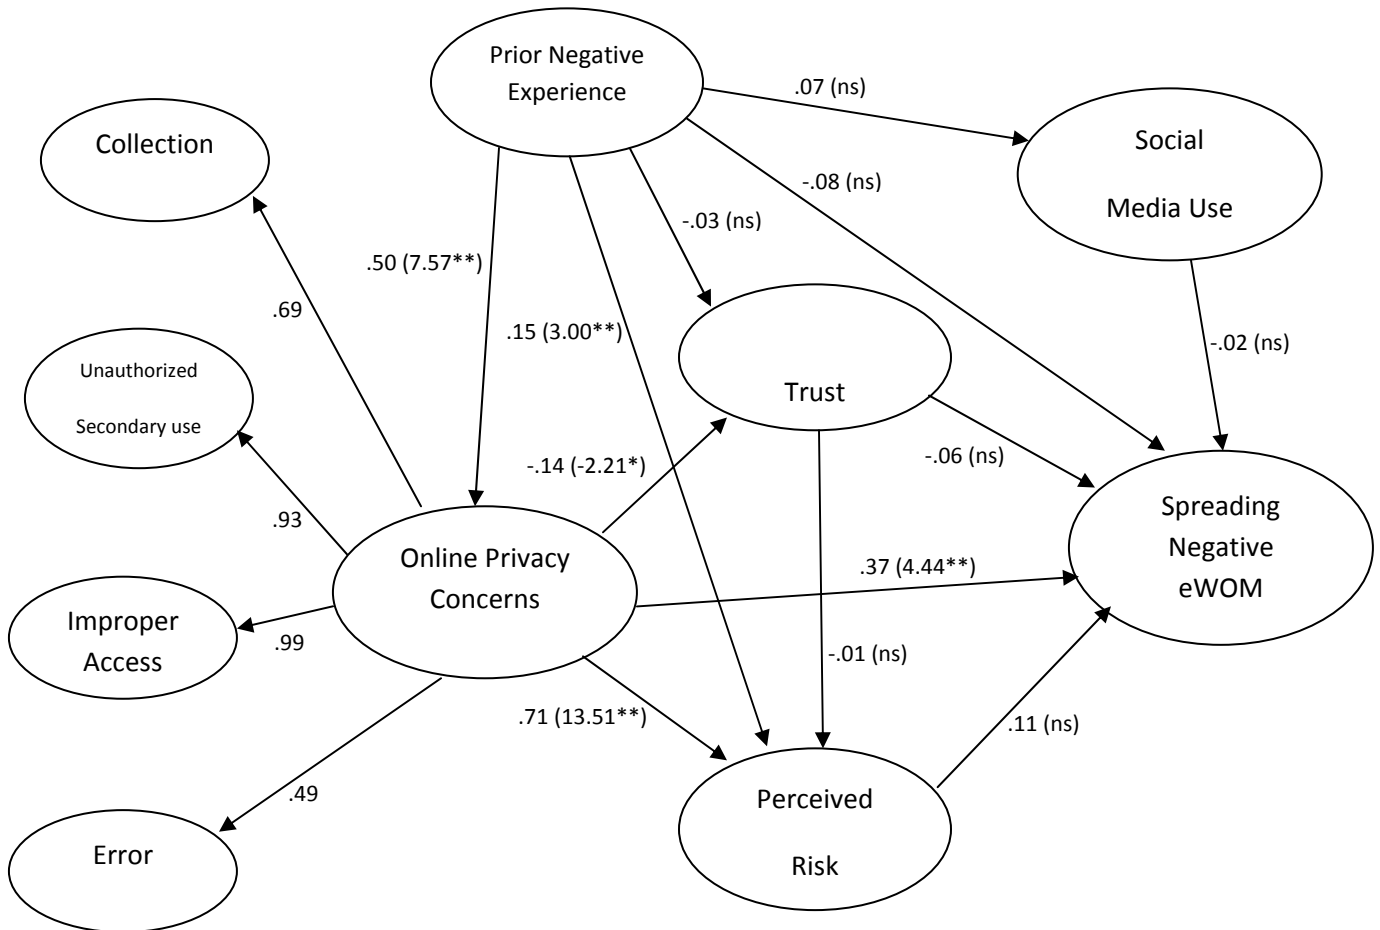 Prior Negative
Experience
.07 (ns)
Collection
Social
Media Use
-.08 (ns)
-.03 (ns)
.50 (7.57**)
.69
.15 (3.00**)
-.02 (ns)
Unauthorized
Secondary use
Trust
-.14 (-2.21*)
-.06 (ns)
.93
Spreading
Negative
eWOM
Online Privacy
Concerns
.37 (4.44**)
Improper
Access
.99
-.01 (ns)
.71 (13.51**)
.11 (ns)
.49
Perceived
Risk
Error